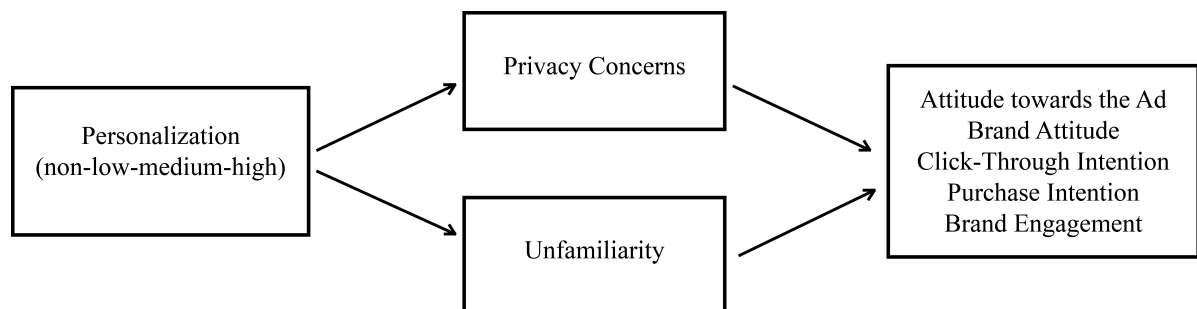 Privacy Concerns
Personalization
(non-low-medium-high)
Unfamiliarity
Attitude towards the Ad
Brand Attitude
Click-Through Intention
Purchase Intention
Brand Engagement